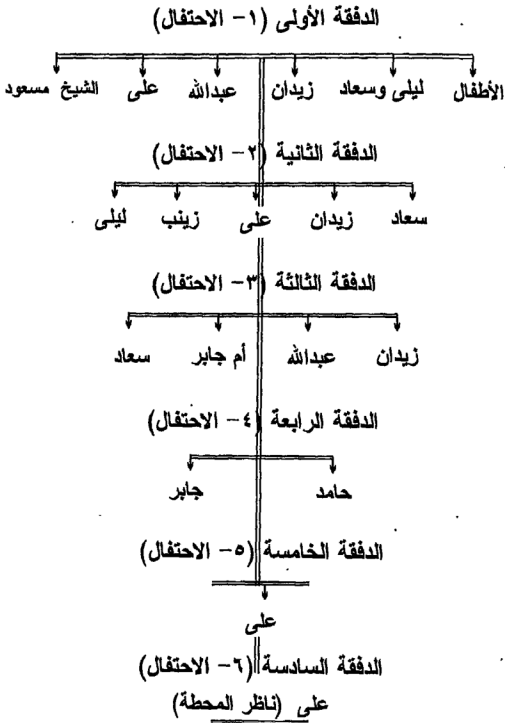 الدفقة الأولى (١- الاحتفال)
الأطفال ليلى وسعاد زيدان عبدالله على الشيخ مسعود
الدفقة الثانية (٢- الاحتفال)
سعاد زيدان على زينب ليلى
الدفقة الثالثة (٣- الاحتفال)
زيدان عبدالله أم جابر سعاد
الدفقة الرابعة (٤- الاحتفال)
حامد جابر
الدفقة الخامسة (٥- الاحتفال)
على
الدفقة السادسة (٦- الاحتفال)
على (ناظر المحطة)